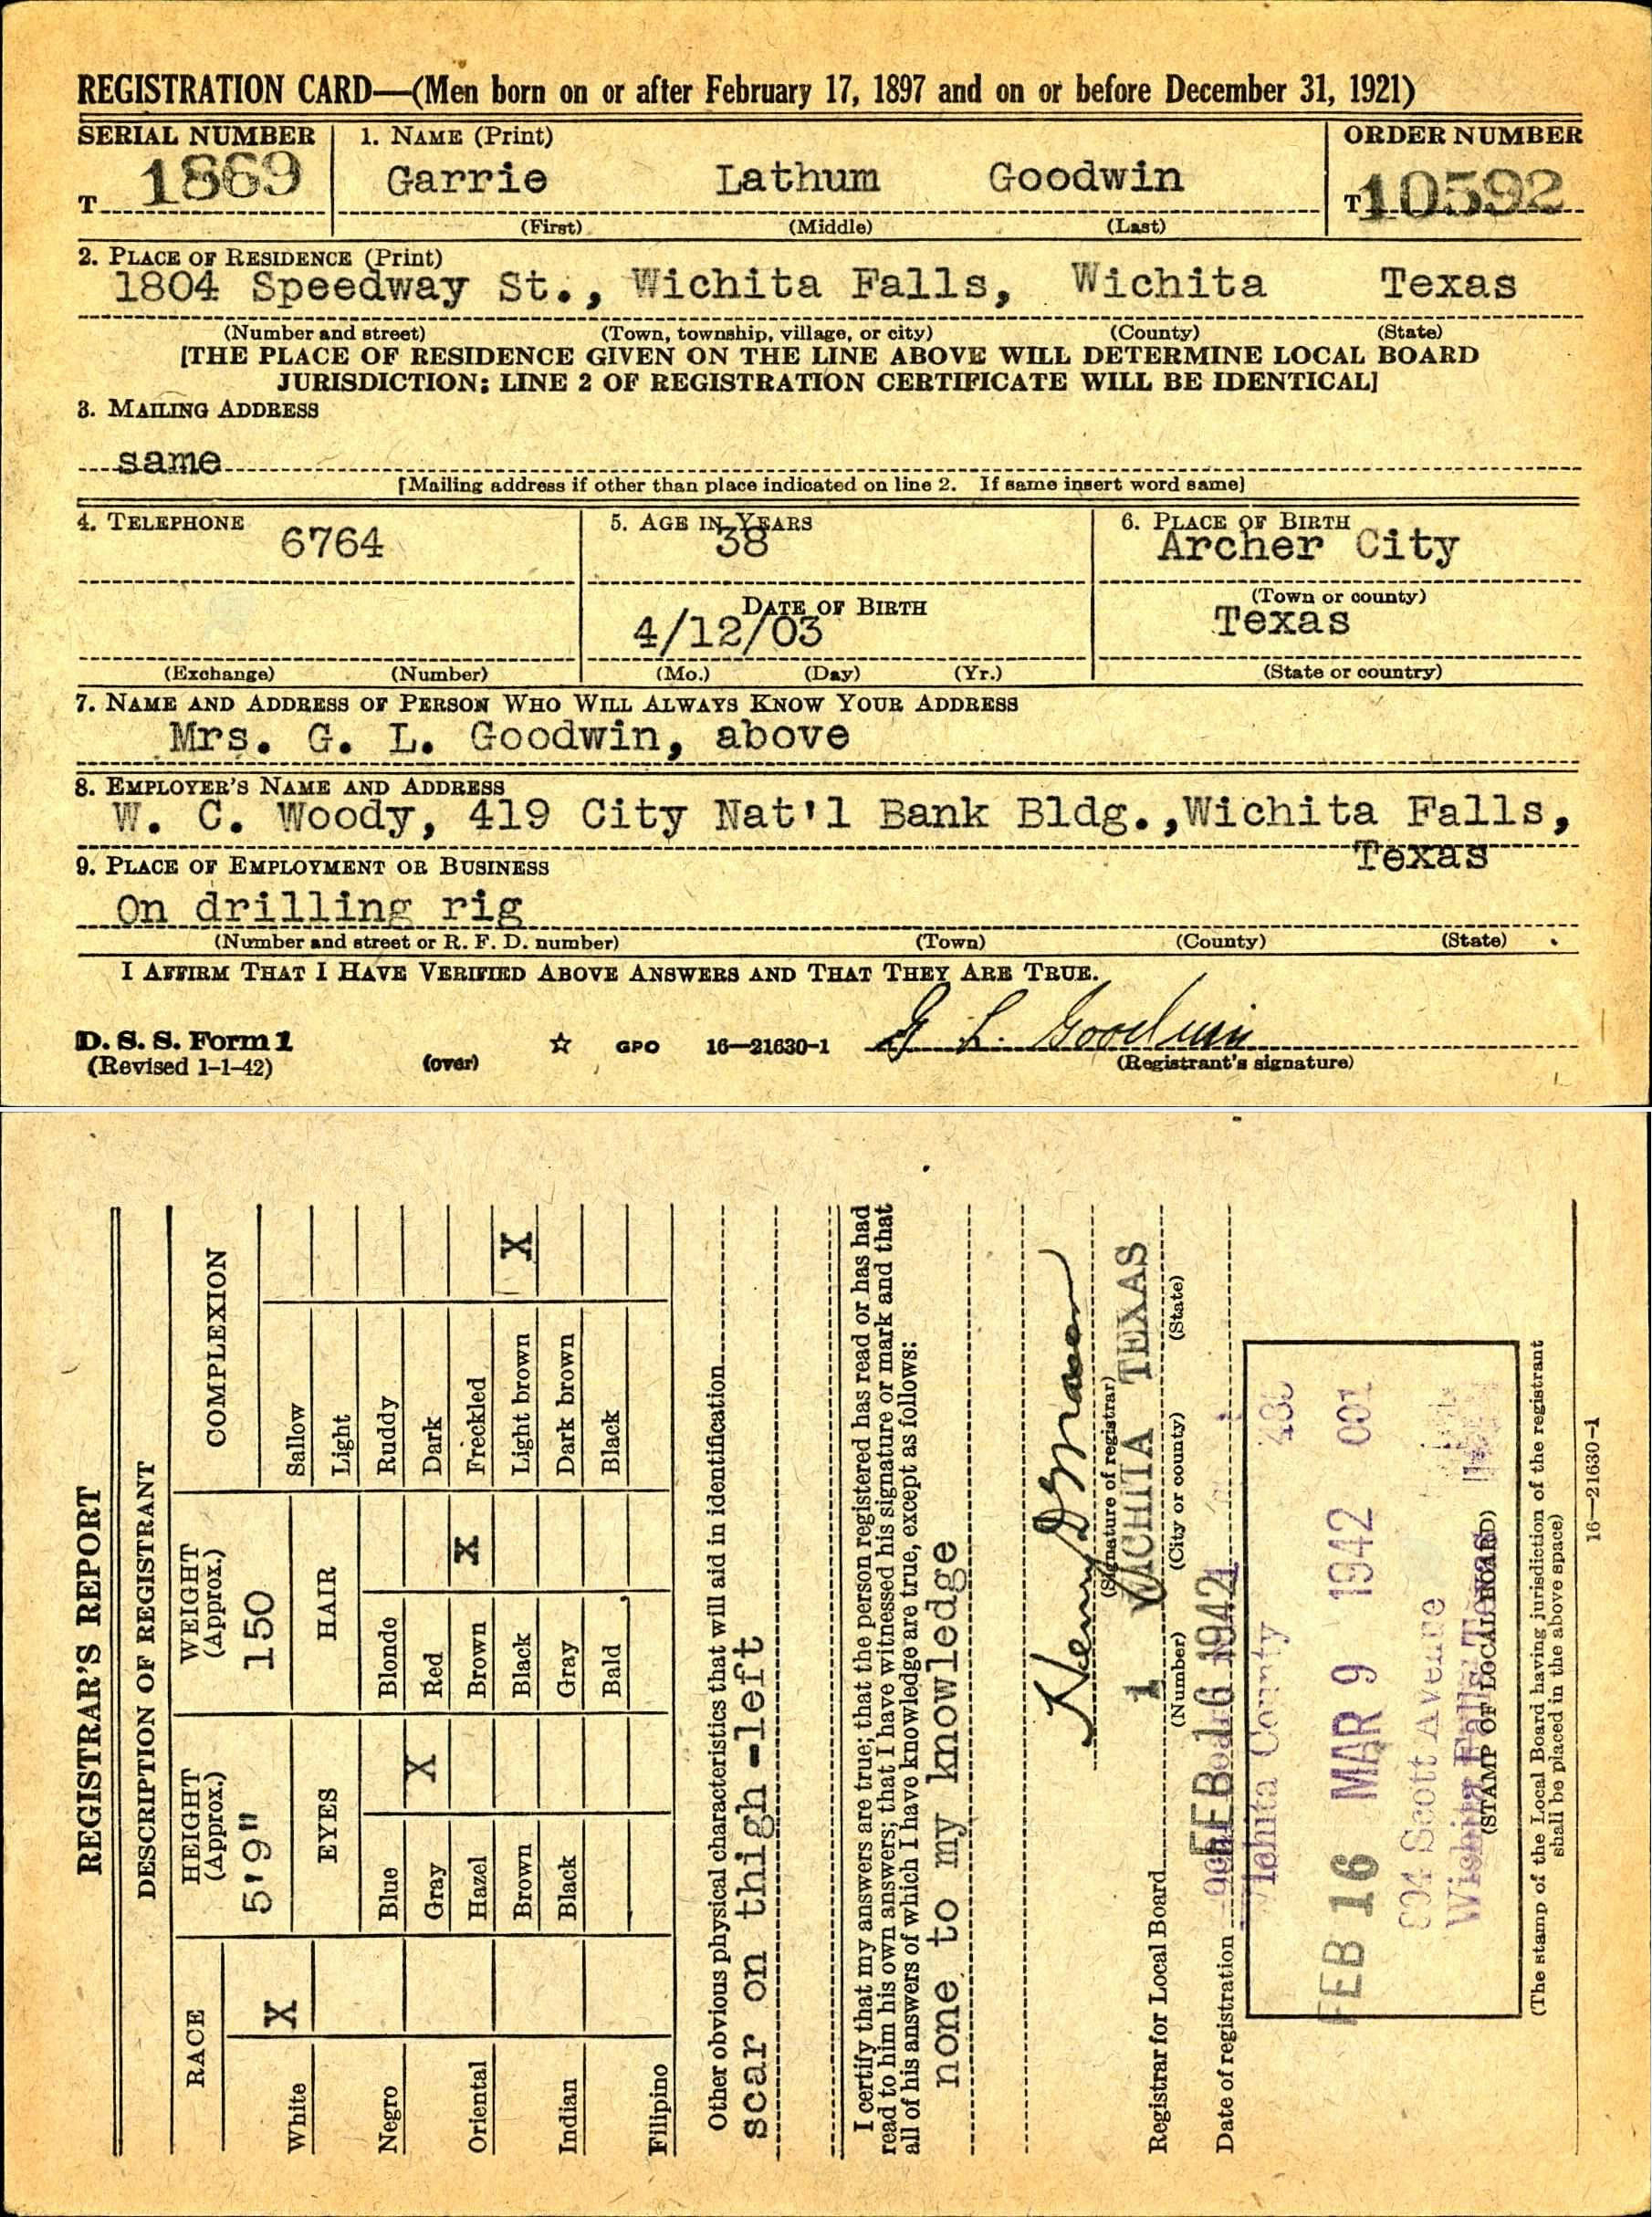 REGISTRATION CARD—(Men born on or after February 17, 1897 and on or before December 31, 1921)
SERIAL NUMBER
1. NAME (Print)
ORDER NUMBER
T 1869
Garrie Lathum Goodwin
T 10592
(First) (Middle) (Last)
2. PLACE OF RESIDENCE (Print)
1804 Speedway St., Wichita Falls, Wichita Texas
(Number and street) (Town, township, village, or city) (County) (State)
[THE PLACE OF RESIDENCE GIVEN ON THE LINE ABOVE WILL DETERMINE LOCAL BOARD
JURISDICTION; LINE 2 OF REGISTRATION CERTIFICATE WILL BE IDENTICAL]
3. MAILING ADDRESS
same
[Mailing address if other than place indicated on line 2. If same insert word same]
4. TELEPHONE
6764
(Exchange) (Number)
5. AGE IN YEARS
38
DATE OF BIRTH
4/12/03
(Mo.) (Day) (Yr.)
6. PLACE OF BIRTH
Archer City
(Town or county)
Texas
(State or country)
7. NAME AND ADDRESS OF PERSON WHO WILL ALWAYS KNOW YOUR ADDRESS
Mrs. G. L. Goodwin, above
8. EMPLOYER'S NAME AND ADDRESS
W. C. Woody, 419 City Nat'l Bank Bldg.,Wichita Falls,
Texas
9. PLACE OF EMPLOYMENT OR BUSINESS
On drilling rig
(Number and street or R. F. D. number) (Town) (County) (State)
I AFFIRM THAT I HAVE VERIFIED ABOVE ANSWERS AND THAT THEY ARE TRUE.
G L. Goodwin
D. S. S. Form 1
(Revised 1-1-42)
(over)
☆ GPO 16—21630-1
(Registrant's signature)
REGISTRAR'S REPORT
DESCRIPTION OF REGISTRANT
RACE
White X
Negro
Oriental
Indian
Filipino
HEIGHT
(Approx.)
5'9"
EYES
Blue
Gray X
Hazel
Brown
Black
WEIGHT
(Approx.)
150
HAIR
Blonde
Red
Brown X
Black
Gray
Bald
COMPLEXION
Sallow
Light
Ruddy
Dark
Freckled
Light brown X
Dark brown
Black
Other obvious physical characteristics that will aid in identification
scar on thigh-left
I certify that my answers are true; that the person registered has read or has had
read to him his own answers; that I have witnessed his signature or mark and that
all of his answers of which I have knowledge are true, except as follows:
none to my knowledge
(Signature of registrar)
Registrar for Local Board 1 WICHITA TEXAS
(Number) (City or county) (State)
Date of registration FEB 16 1942
Wichita County
FEB 16 MAR 9 1942 001
Scott Avenue
Wichita Falls, Texas
(STAMP OF LOCAL BOARD)
(The stamp of the Local Board having jurisdiction of the registrant
shall be placed in the above space)
16—21630-1